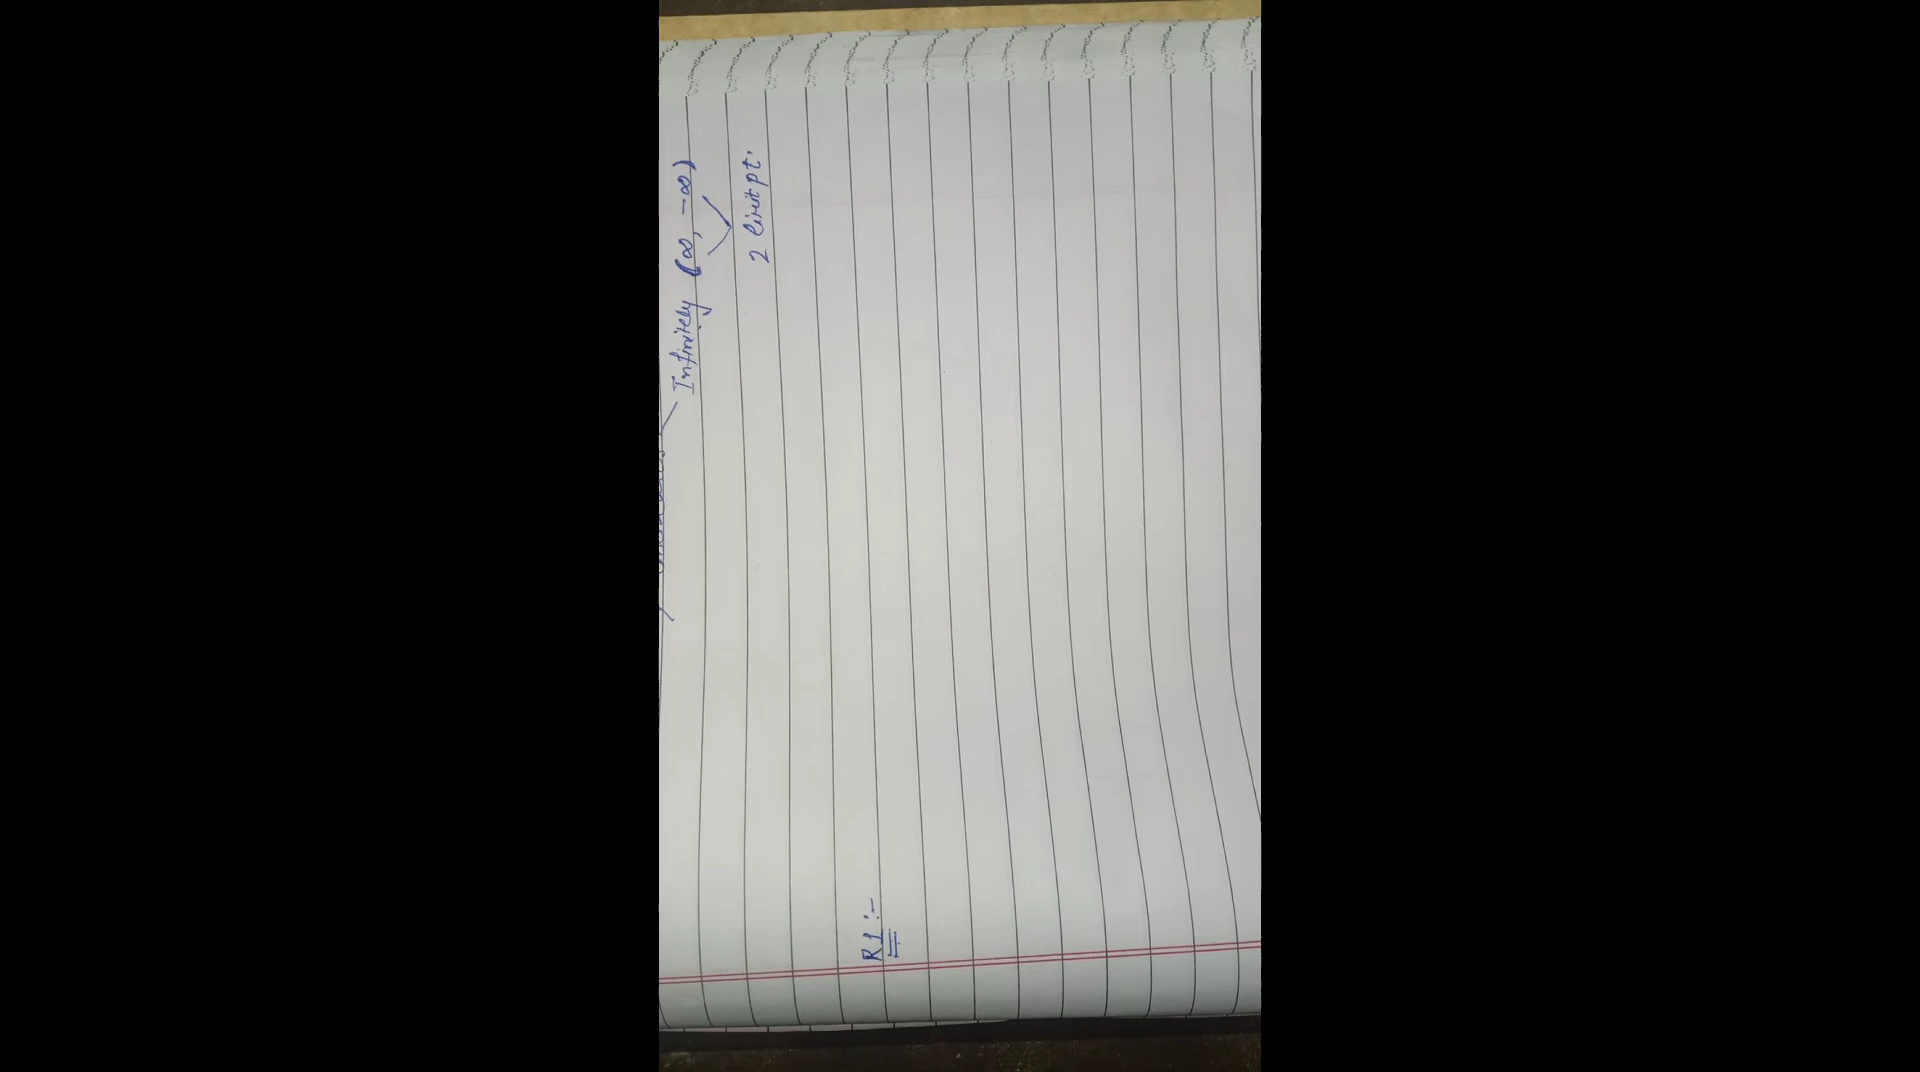 Infinitely (∞, -∞)
2 limit pt.
R1:-